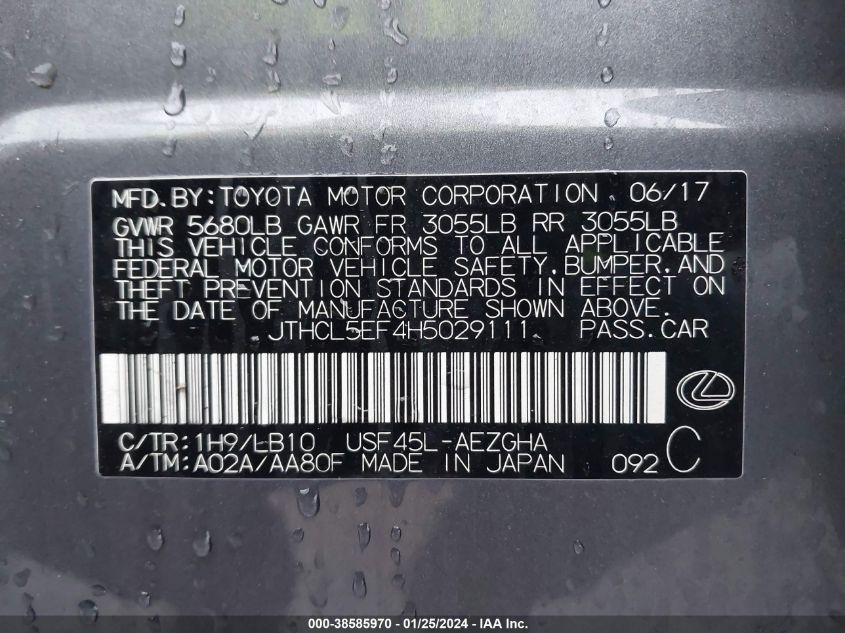 MFD. BY: TOYOTA MOTOR CORPORATION 06/17
GVWR 5680LB GAWR FR 3055LB RR 3055LB
THIS VEHICLE CONFORMS TO ALL APPLICABLE
FEDERAL MOTOR VEHICLE SAFETY, BUMPER, AND
THEFT PREVENTION STANDARDS IN EFFECT ON
THE DATE OF MANUFACTURE SHOWN ABOVE.
JTHCL5EF4H5029111 PASS.CAR
C/TR: 1H9/LB10 USF45L-AEZGHA
A/TM: A02A/AA80F MADE IN JAPAN 092 C
000-38585970 - 01/25/2024 - IAA Inc.